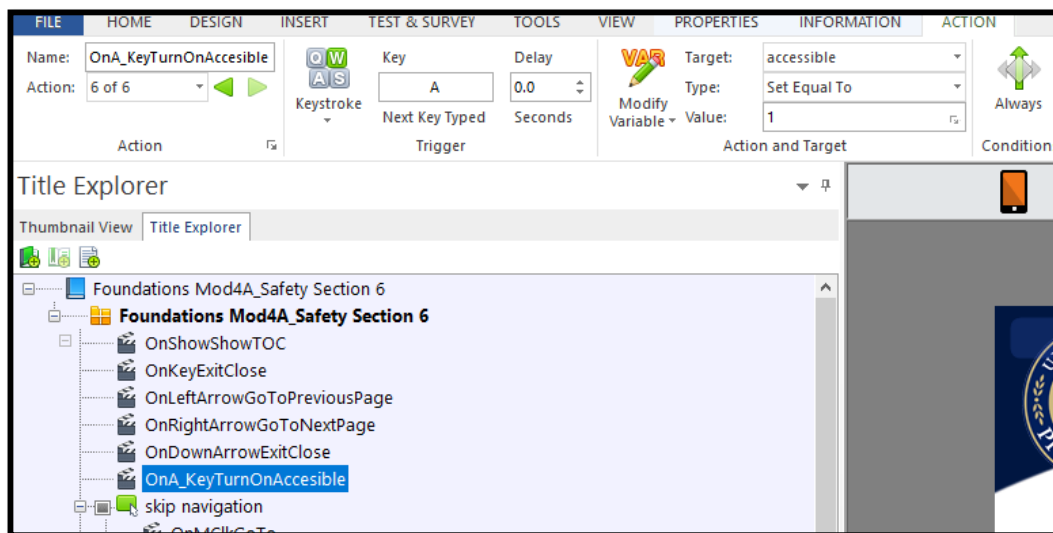 FILE HOME DESIGN INSERT TEST & SURVEY TOOLS VIEW PROPERTIES INFORMATION ACTION
Name: OnA_KeyTurnOnAccesible Q W Key Delay VAR Target: accessible
Action: 6 of 6 A S A 0.0 Type: Set Equal To
Keystroke Next Key Typed Seconds Modify Variable Value: 1 Always
Action Trigger Action and Target Condition
Title Explorer
Thumbnail View Title Explorer
Foundations Mod4A_Safety Section 6
Foundations Mod4A_Safety Section 6
OnShowShowTOC
OnKeyExitClose
OnLeftArrowGoToPreviousPage
OnRightArrowGoToNextPage
OnDownArrowExitClose
OnA_KeyTurnOnAccesible
skip navigation
OnMClkGoTo